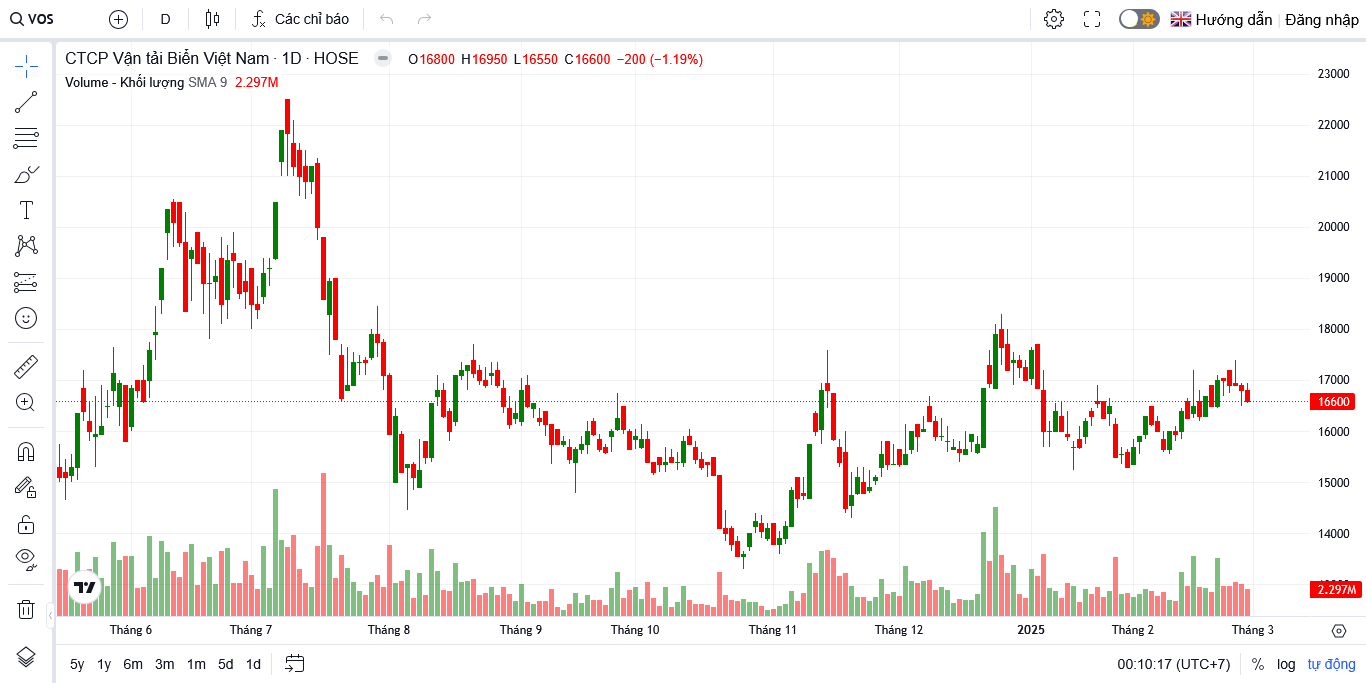 VOS D Các chỉ báo Hướng dẫn Đăng nhập
CTCP Vận tải Biển Việt Nam · 1D · HOSE O16800 H16950 L16550 C16600 −200 (−1.19%)
Volume - Khối lượng SMA 9 2.297M
23000
22000
21000
20000
19000
18000
17000
16600
16000
15000
14000
2.297M
Tháng 6 Tháng 7 Tháng 8 Tháng 9 Tháng 10 Tháng 11 Tháng 12 2025 Tháng 2 Tháng 3
5y 1y 6m 3m 1m 5d 1d 00:10:17 (UTC+7) % log tự động